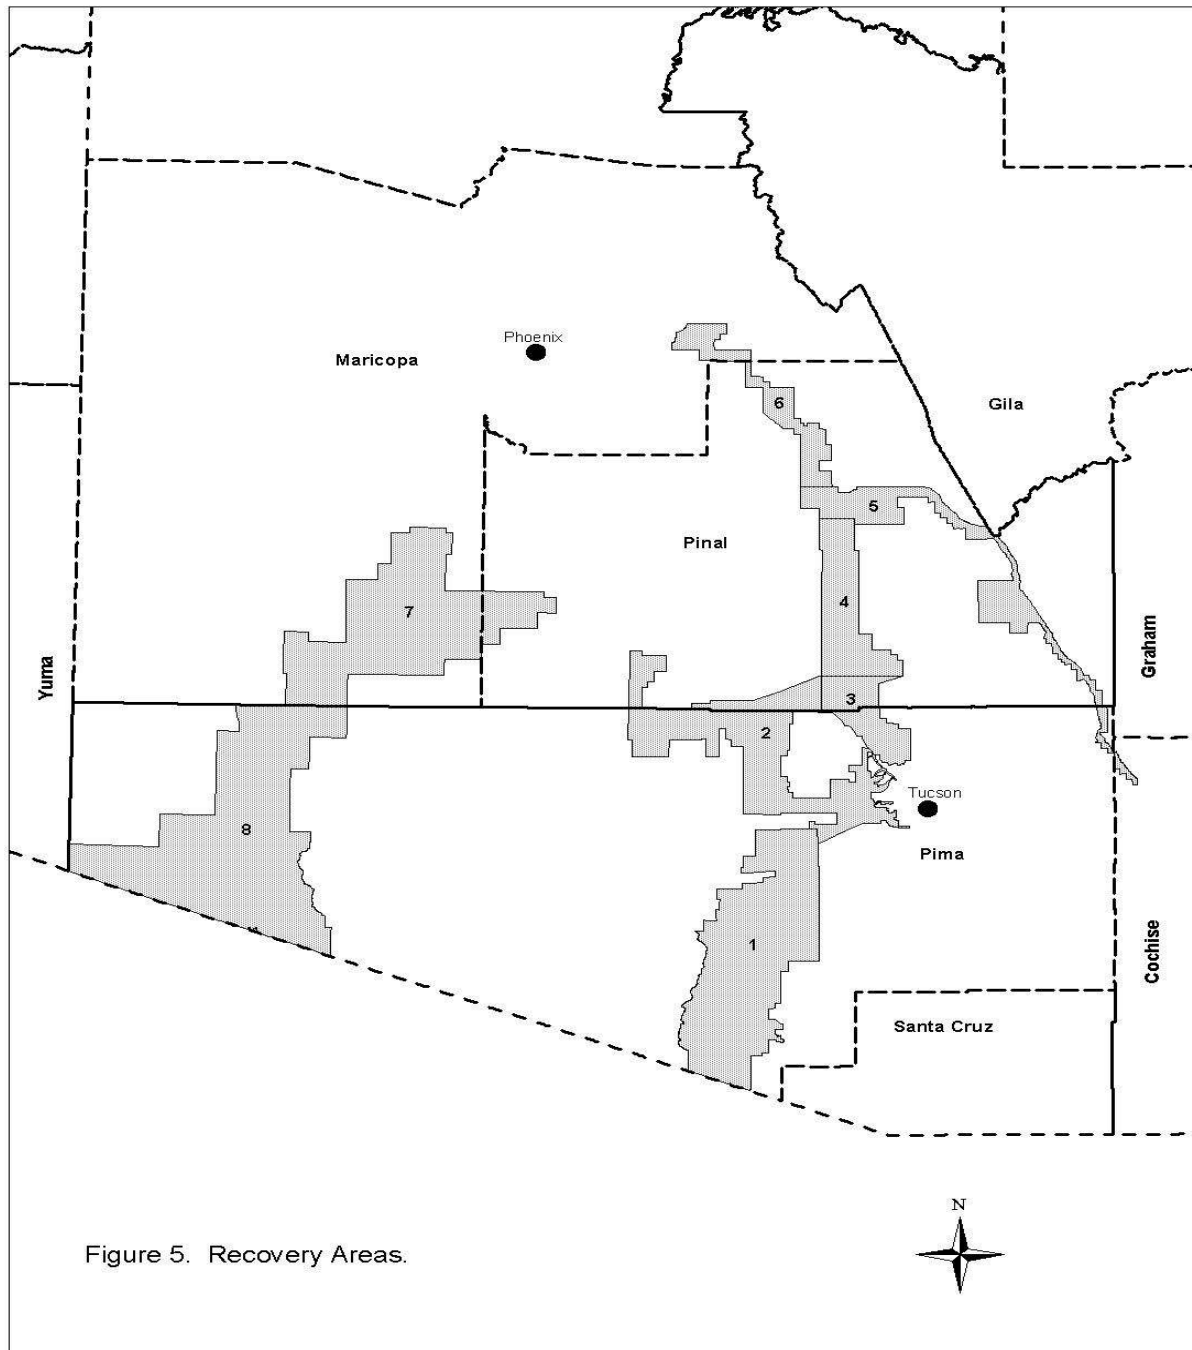 Phoenix
Maricopa
6
Gila
5
Pinal
4
7
Graham
Yuma
3
2
Tucson
8
Pima
1
Cochise
Santa Cruz
N
Figure 5.  Recovery Areas.